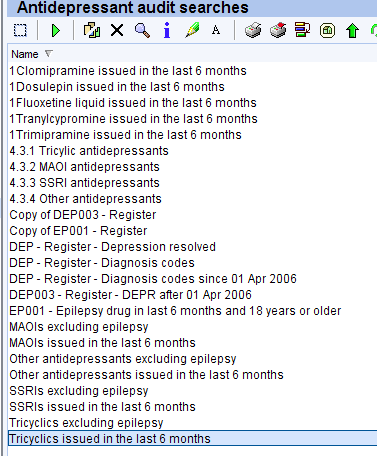 Antidepressant audit searches
Name
1Clomipramine issued in the last 6 months
1Dosulepin issued in the last 6 months
1Fluoxetine liquid issued in the last 6 months
1Tranylcypromine issued in the last 6 months
1Trimipramine issued in the last 6 months
4.3.1 Tricylic antidepressants
4.3.2 MAOI antidepressants
4.3.3 SSRI antidepressants
4.3.4 Other antidepressants
Copy of DEP003 - Register
Copy of EP001 - Register
DEP - Register - Depression resolved
DEP - Register - Diagnosis codes
DEP - Register - Diagnosis codes since 01 Apr 2006
DEP003 - Register - DEPR after 01 Apr 2006
EP001 - Epilepsy drug in last 6 months and 18 years or older
MAOIs excluding epilepsy
MAOIs issued in the last 6 months
Other antidepressants excluding epilepsy
Other antidepressants issued in the last 6 months
SSRIs excluding epilepsy
SSRIs issued in the last 6 months
Tricyclics excluding epilepsy
Tricyclics issued in the last 6 months